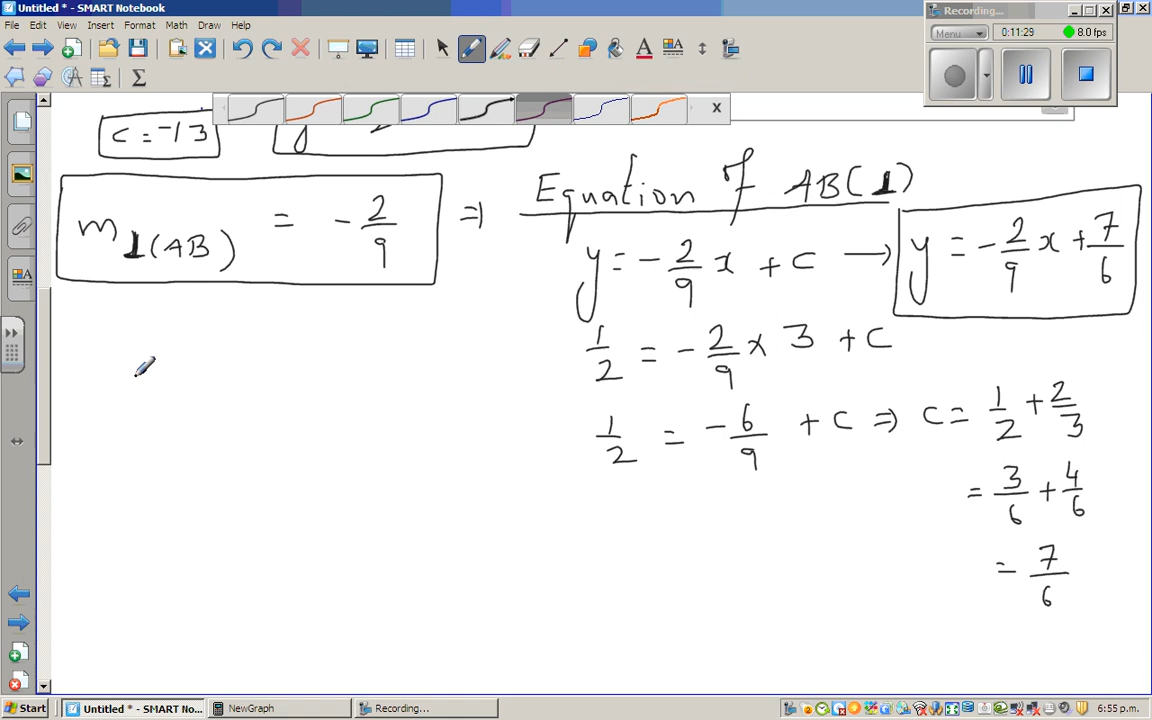 Untitled * - SMART Notebook
File Edit View Insert Format Math Draw Help
Recording...
Menu 0:11:29 8.0 fps
Σ
A
X
c = -13
y
Equation of AB(⊥)
m ⊥(AB) = - 2/9 ⇒
y = - 2/9 x + c → y = - 2/9 x + 7/6
1/2 = - 2/9 × 3 + c
1/2 = - 6/9 + c ⇒ c = 1/2 + 2/3
= 3/6 + 4/6
= 7/6
Start Untitled * - SMART No... NewGraph Recording... 6:55 p.m.